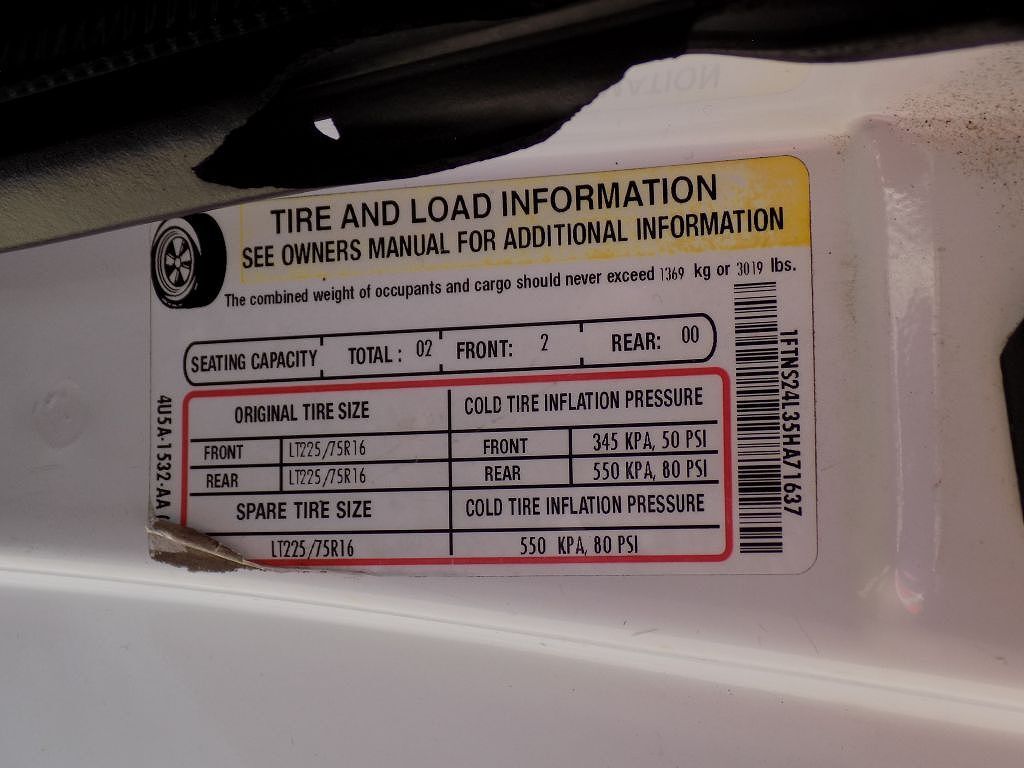 TIRE AND LOAD INFORMATION
SEE OWNERS MANUAL FOR ADDITIONAL INFORMATION
The combined weight of occupants and cargo should never exceed 1369 kg or 3019 lbs.
SEATING CAPACITY TOTAL : 02 FRONT: 2 REAR: 00
ORIGINAL TIRE SIZE COLD TIRE INFLATION PRESSURE
FRONT LT225/75R16 FRONT 345 KPA, 50 PSI
REAR LT225/75R16 REAR 550 KPA, 80 PSI
SPARE TIRE SIZE COLD TIRE INFLATION PRESSURE
LT225/75R16 550 KPA, 80 PSI
4U5A-1532-AA
1FTNS24L35HA71637